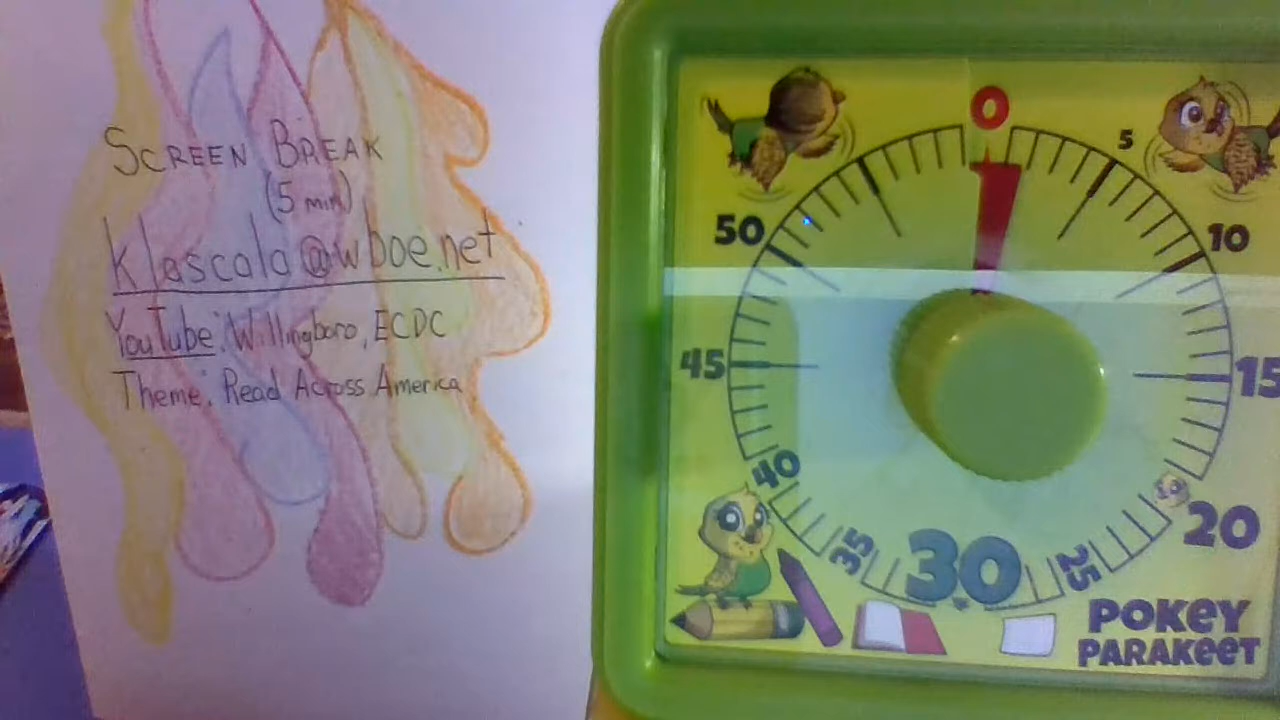 SCREEN BREAK
(5 min)
klascala@wboe.net
YouTube: Willingboro, ECDC
Theme: Read Across America
0
5
10
15
20
25
30
35
40
45
50
POKEY
PARAKEET